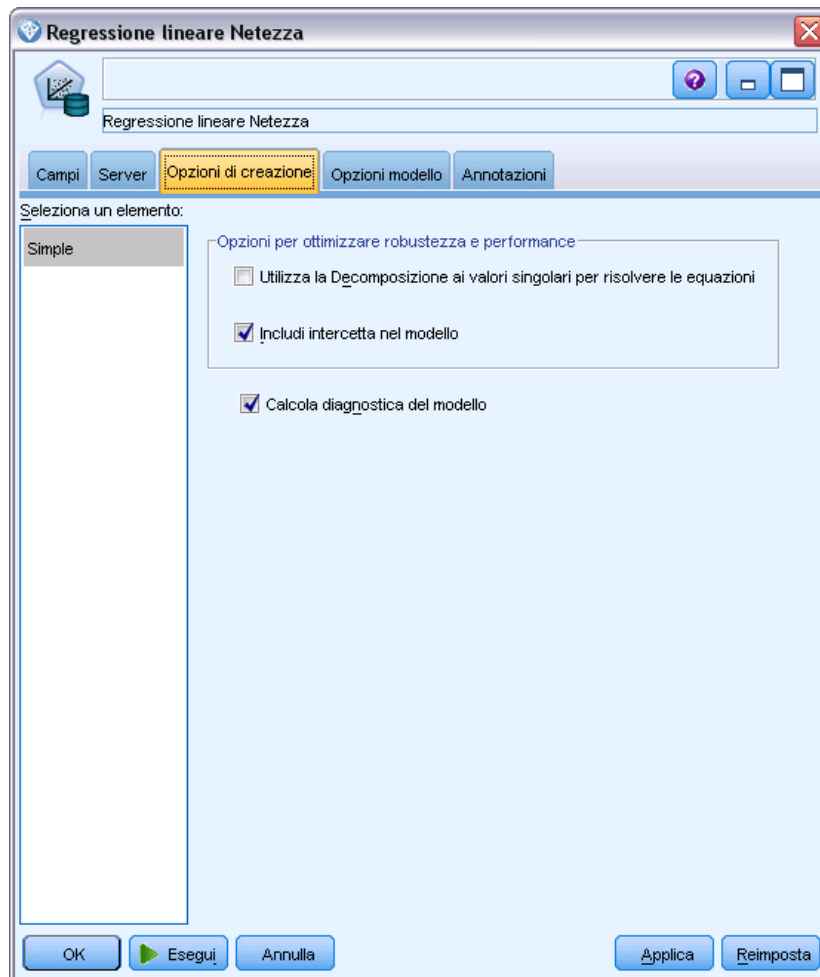 Regressione lineare Netezza
Regressione lineare Netezza
Campi Server Opzioni di creazione Opzioni modello Annotazioni
Seleziona un elemento:
Simple
Opzioni per ottimizzare robustezza e performance
Utilizza la Decomposizione ai valori singolari per risolvere le equazioni
Includi intercetta nel modello
Calcola diagnostica del modello
OK Esegui Annulla Applica Reimposta